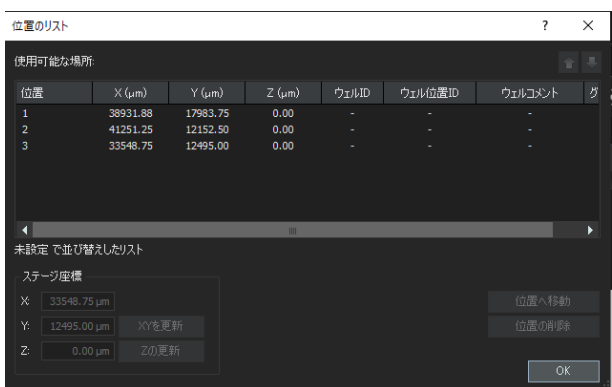 位置のリスト ? ×
使用可能な場所:
位置 X (μm) Y (μm) Z (μm) ウェルID ウェル位置ID ウェルコメント グ
1 38931.88 17983.75 0.00 - - -
2 41251.25 12152.50 0.00 - - -
3 33548.75 12495.00 0.00 - - -
未設定 で並び替えしたリスト
ステージ座標
X: 33548.75 μm 位置へ移動
Y: 12495.00 μm XYを更新 位置の削除
Z: 0.00 μm Zの更新
OK